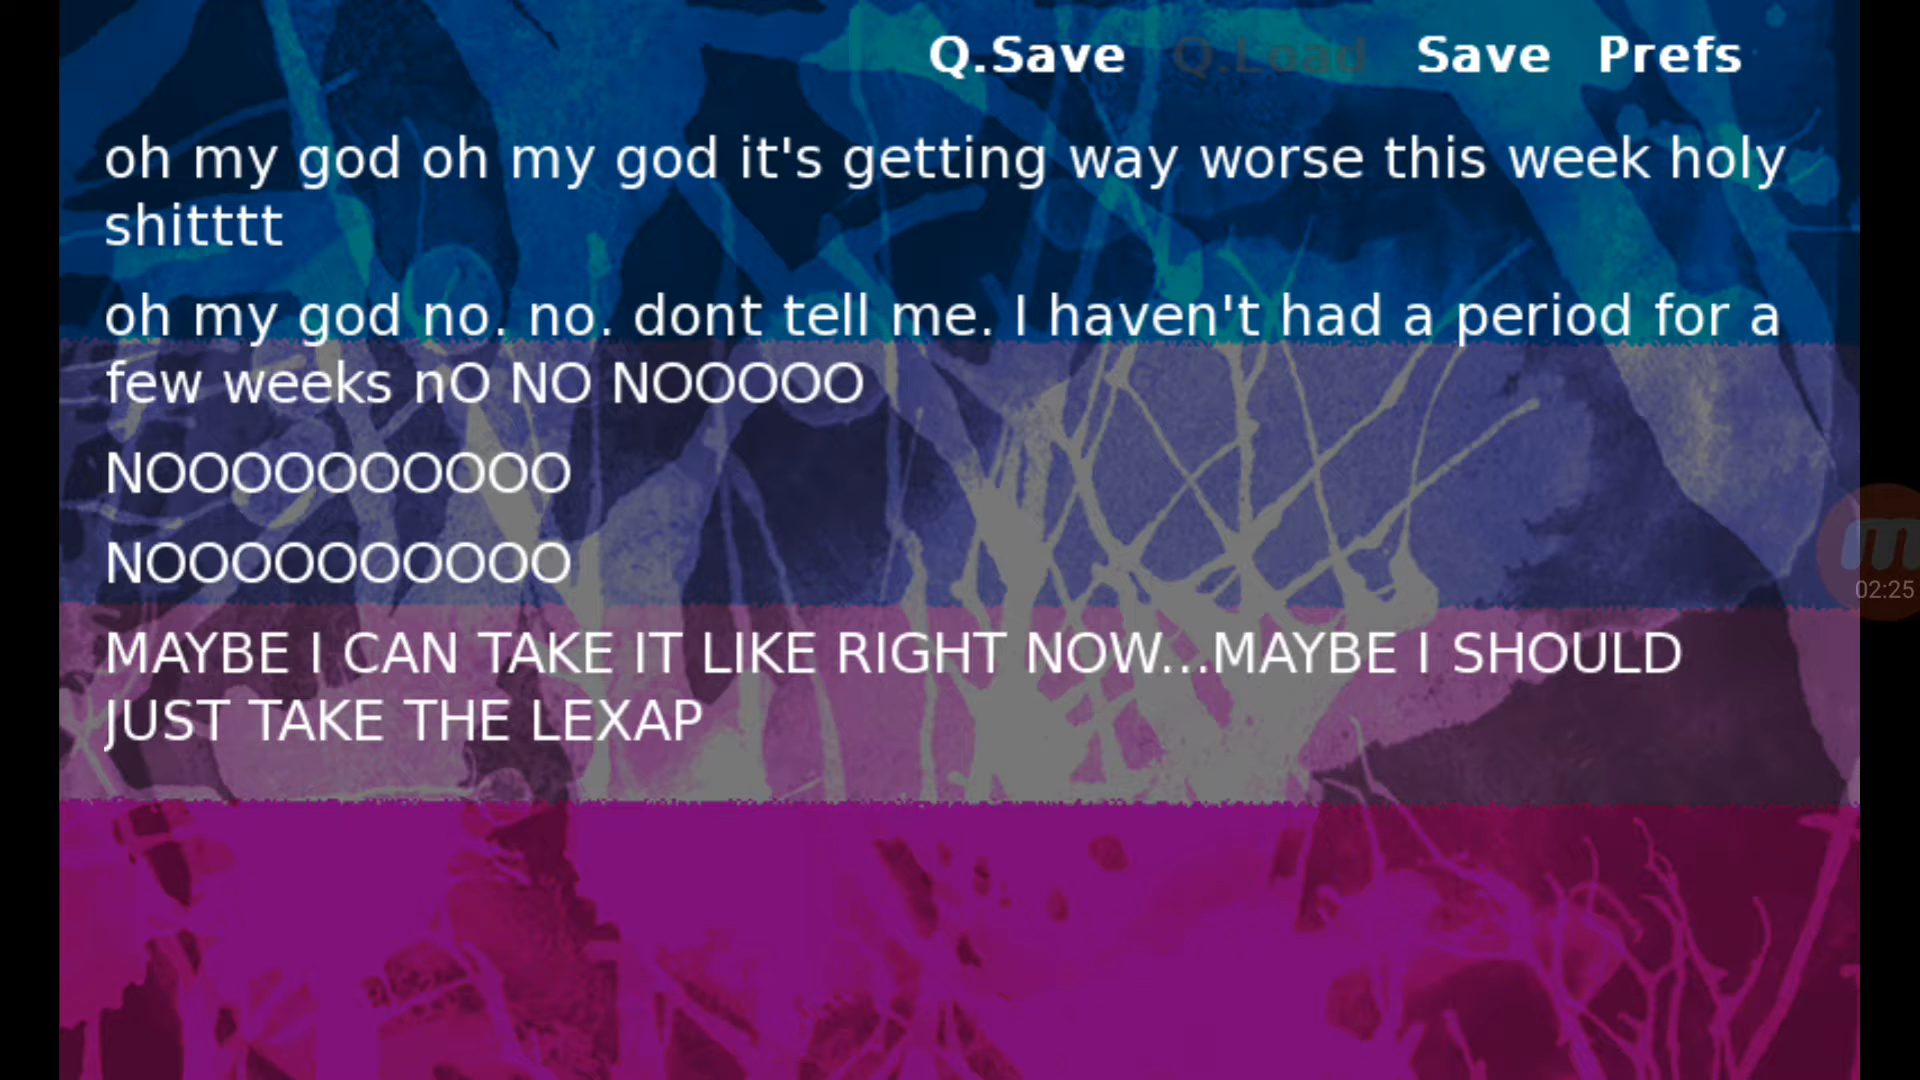 Q.Save Q.Load Save Prefs
oh my god oh my god it's getting way worse this week holy
shitttt
oh my god no. no. dont tell me. I haven't had a period for a
few weeks nO NO NOOOOO
NOOOOOOOOOO
NOOOOOOOOOO
MAYBE I CAN TAKE IT LIKE RIGHT NOW...MAYBE I SHOULD
JUST TAKE THE LEXAP
02:25